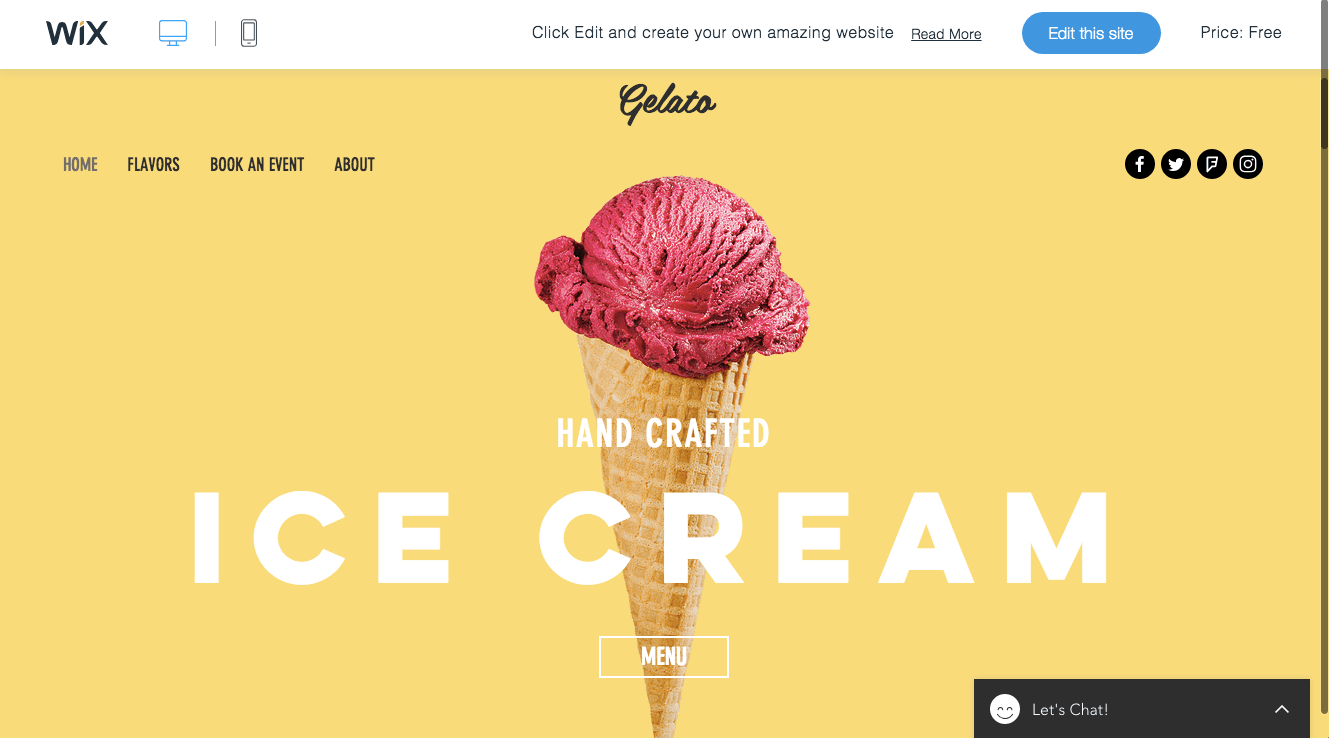 WiX
Click Edit and create your own amazing website Read More Edit this site Price: Free
Gelato
HOME FLAVORS BOOK AN EVENT ABOUT
HAND CRAFTED
ICE CREAM
MENU
Let's Chat!